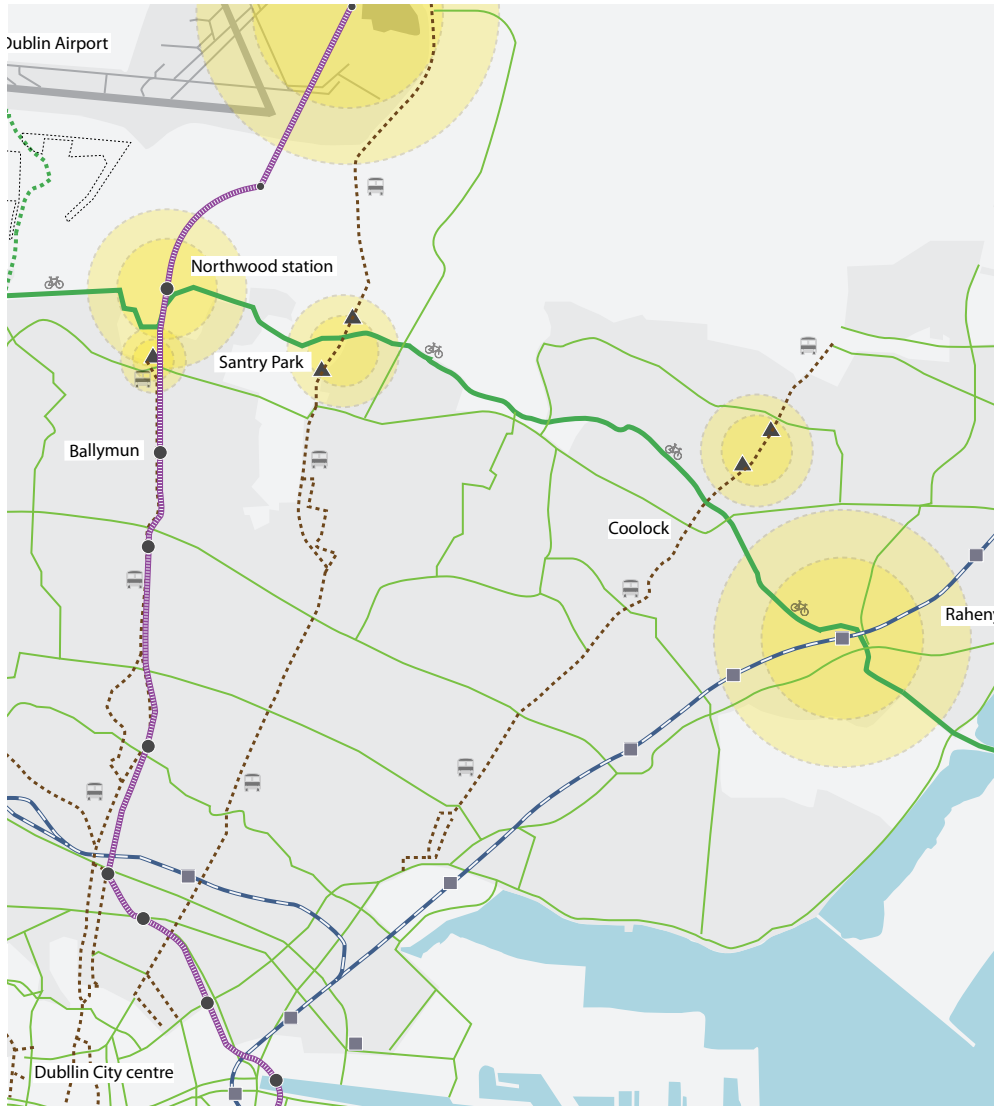 Dublin Airport
Northwood station
Santry Park
Ballymun
Coolock
Raheny
Dubllin City centre